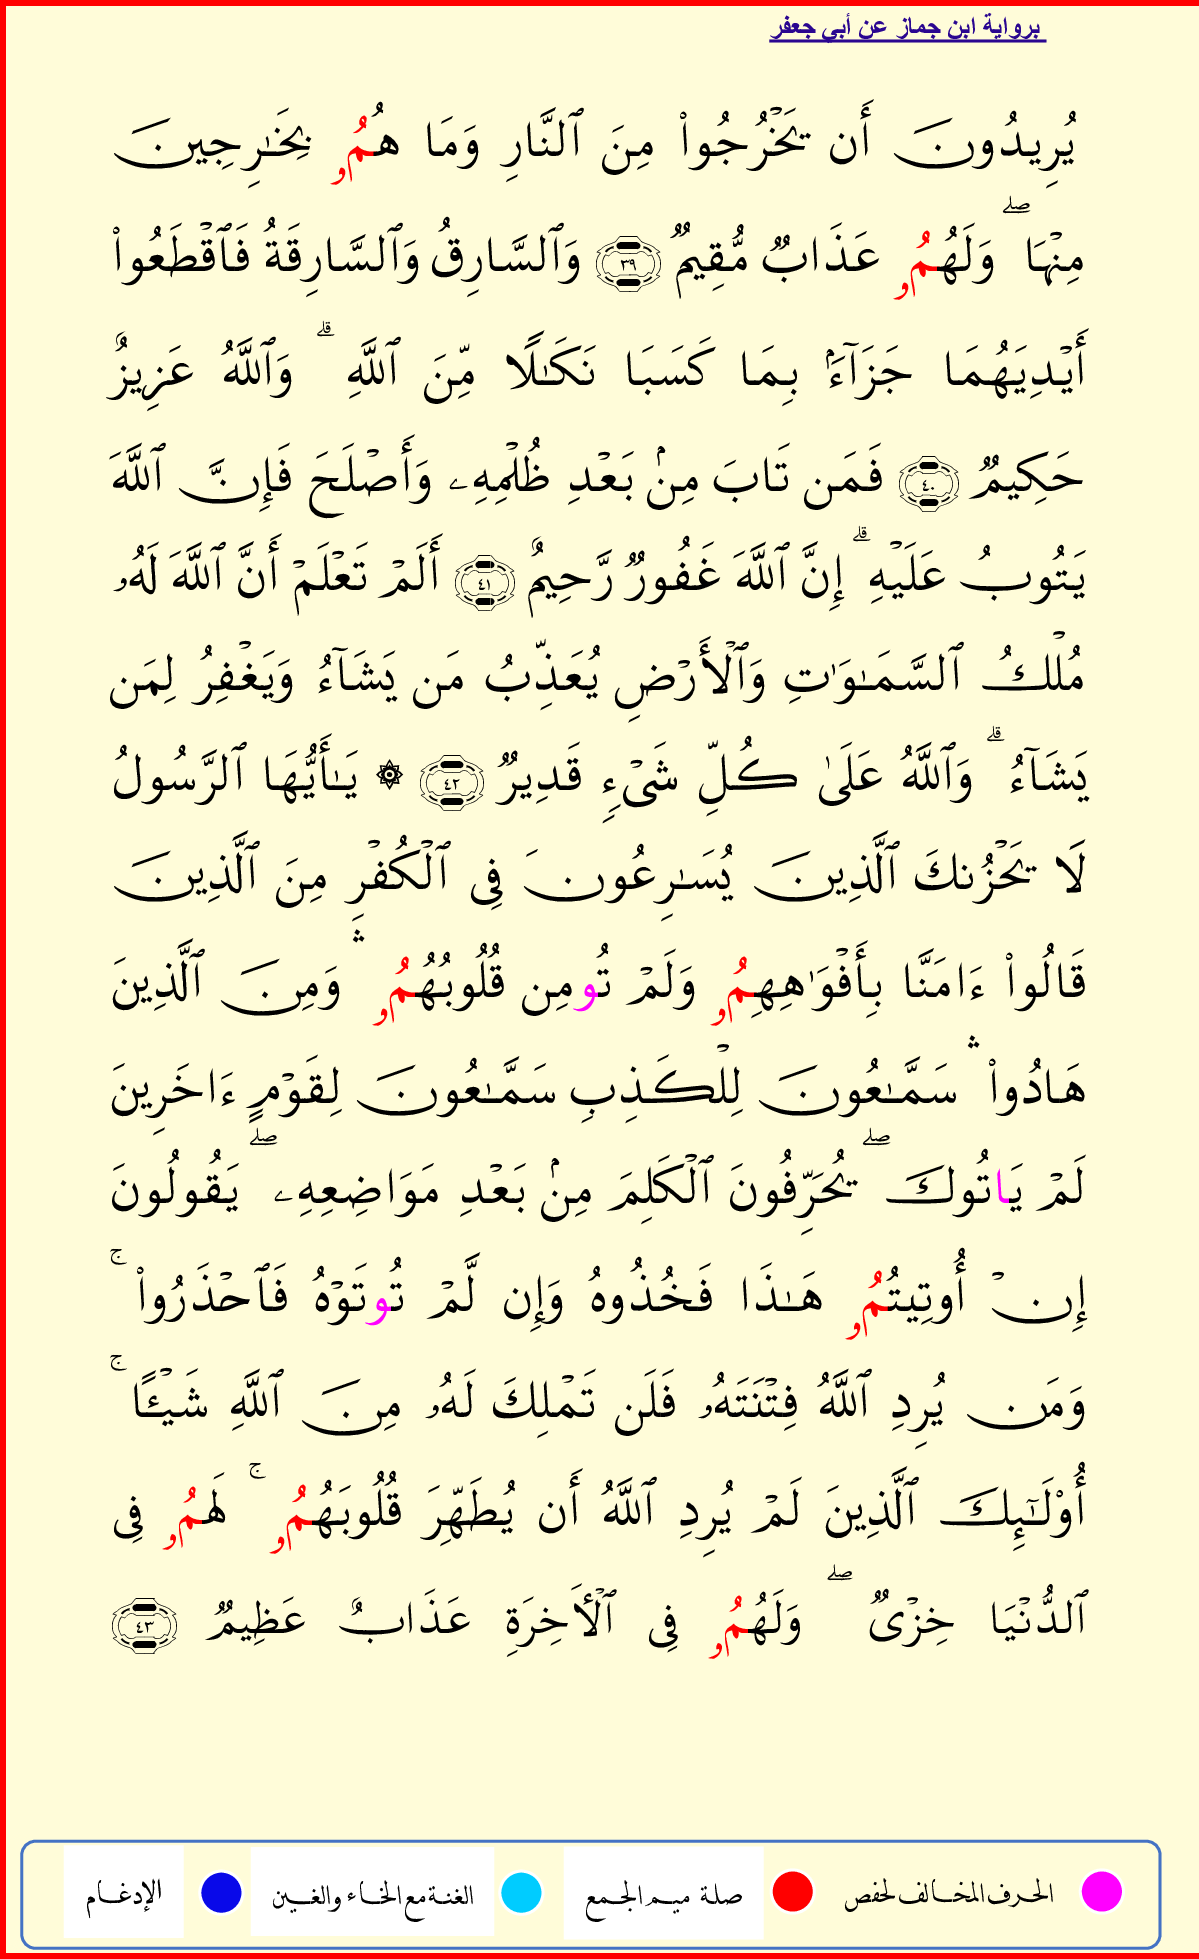 برواية ابن جماز عن أبي جعفر
يُرِيدُونَ أَن يَخۡرُجُواْ مِنَ ٱلنَّارِ وَمَا هُمُۥ بِخَٰرِجِينَ
مِنۡهَاۖ وَلَهُمُۥ عَذَابٞ مُّقِيمٞ ٣٩ وَٱلسَّارِقُ وَٱلسَّارِقَةُ فَٱقۡطَعُواْ
أَيۡدِيَهُمَا جَزَآءَۢ بِمَا كَسَبَا نَكَٰلٗا مِّنَ ٱللَّهِۗ وَٱللَّهُ عَزِيزٌ
حَكِيمٞ ٤٠ فَمَن تَابَ مِنۢ بَعۡدِ ظُلۡمِهِۦ وَأَصۡلَحَ فَإِنَّ ٱللَّهَ
يَتُوبُ عَلَيۡهِۗ إِنَّ ٱللَّهَ غَفُورٞ رَّحِيمٌ ٤١ أَلَمۡ تَعۡلَمۡ أَنَّ ٱللَّهَ لَهُۥ
مُلۡكُ ٱلسَّمَٰوَٰتِ وَٱلۡأَرۡضِ يُعَذِّبُ مَن يَشَآءُ وَيَغۡفِرُ لِمَن
يَشَآءُۗ وَٱللَّهُ عَلَىٰ كُلِّ شَيۡءٖ قَدِيرٞ ٤٢ ۞ يَٰٓأَيُّهَا ٱلرَّسُولُ
لَا يَحۡزُنكَ ٱلَّذِينَ يُسَٰرِعُونَ فِي ٱلۡكُفۡرِ مِنَ ٱلَّذِينَ
قَالُواْ ءَامَنَّا بِأَفۡوَٰهِهِمُۥ وَلَمۡ تُومِن قُلُوبُهُمُۥۛ وَمِنَ ٱلَّذِينَ
هَادُواْۛ سَمَّٰعُونَ لِلۡكَذِبِ سَمَّٰعُونَ لِقَوۡمٍ ءَاخَرِينَ
لَمۡ يَاتُوكَۖ يُحَرِّفُونَ ٱلۡكَلِمَ مِنۢ بَعۡدِ مَوَاضِعِهِۦۖ يَقُولُونَ
إِنۡ أُوتِيتُمُۥ هَٰذَا فَخُذُوهُ وَإِن لَّمۡ تُوتَوۡهُ فَٱحۡذَرُواْۚ
وَمَن يُرِدِ ٱللَّهُ فِتۡنَتَهُۥ فَلَن تَمۡلِكَ لَهُۥ مِنَ ٱللَّهِ شَيۡـًٔاۚ
أُوْلَٰٓئِكَ ٱلَّذِينَ لَمۡ يُرِدِ ٱللَّهُ أَن يُطَهِّرَ قُلُوبَهُمُۥۚ لَهُمُۥ فِي
ٱلدُّنۡيَا خِزۡيٞۖ وَلَهُمُۥ فِي ٱلۡأٓخِرَةِ عَذَابٌ عَظِيمٞ ٤٣
الحرف المخالف لحفص صلة ميم الجمع الغنة مع الخاء والغين الإدغام